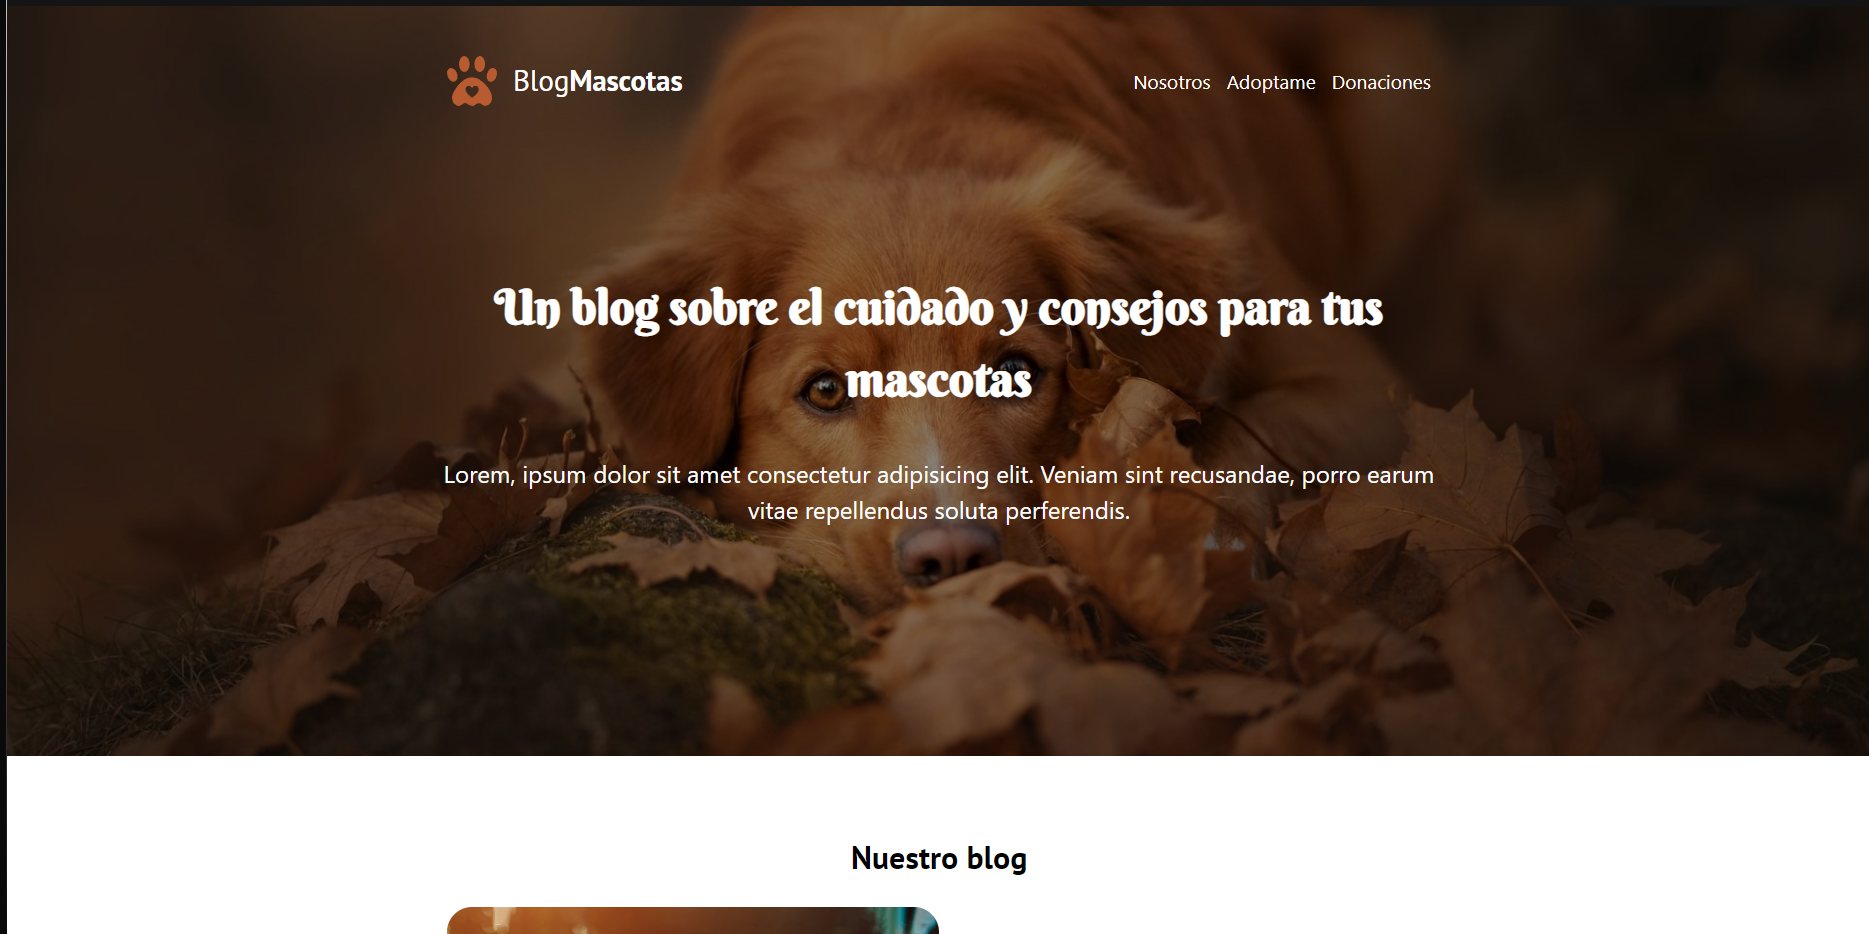 BlogMascotas
Nosotros Adoptame Donaciones
Un blog sobre el cuidado y consejos para tus
mascotas
Lorem, ipsum dolor sit amet consectetur adipisicing elit. Veniam sint recusandae, porro earum
vitae repellendus soluta perferendis.
Nuestro blog